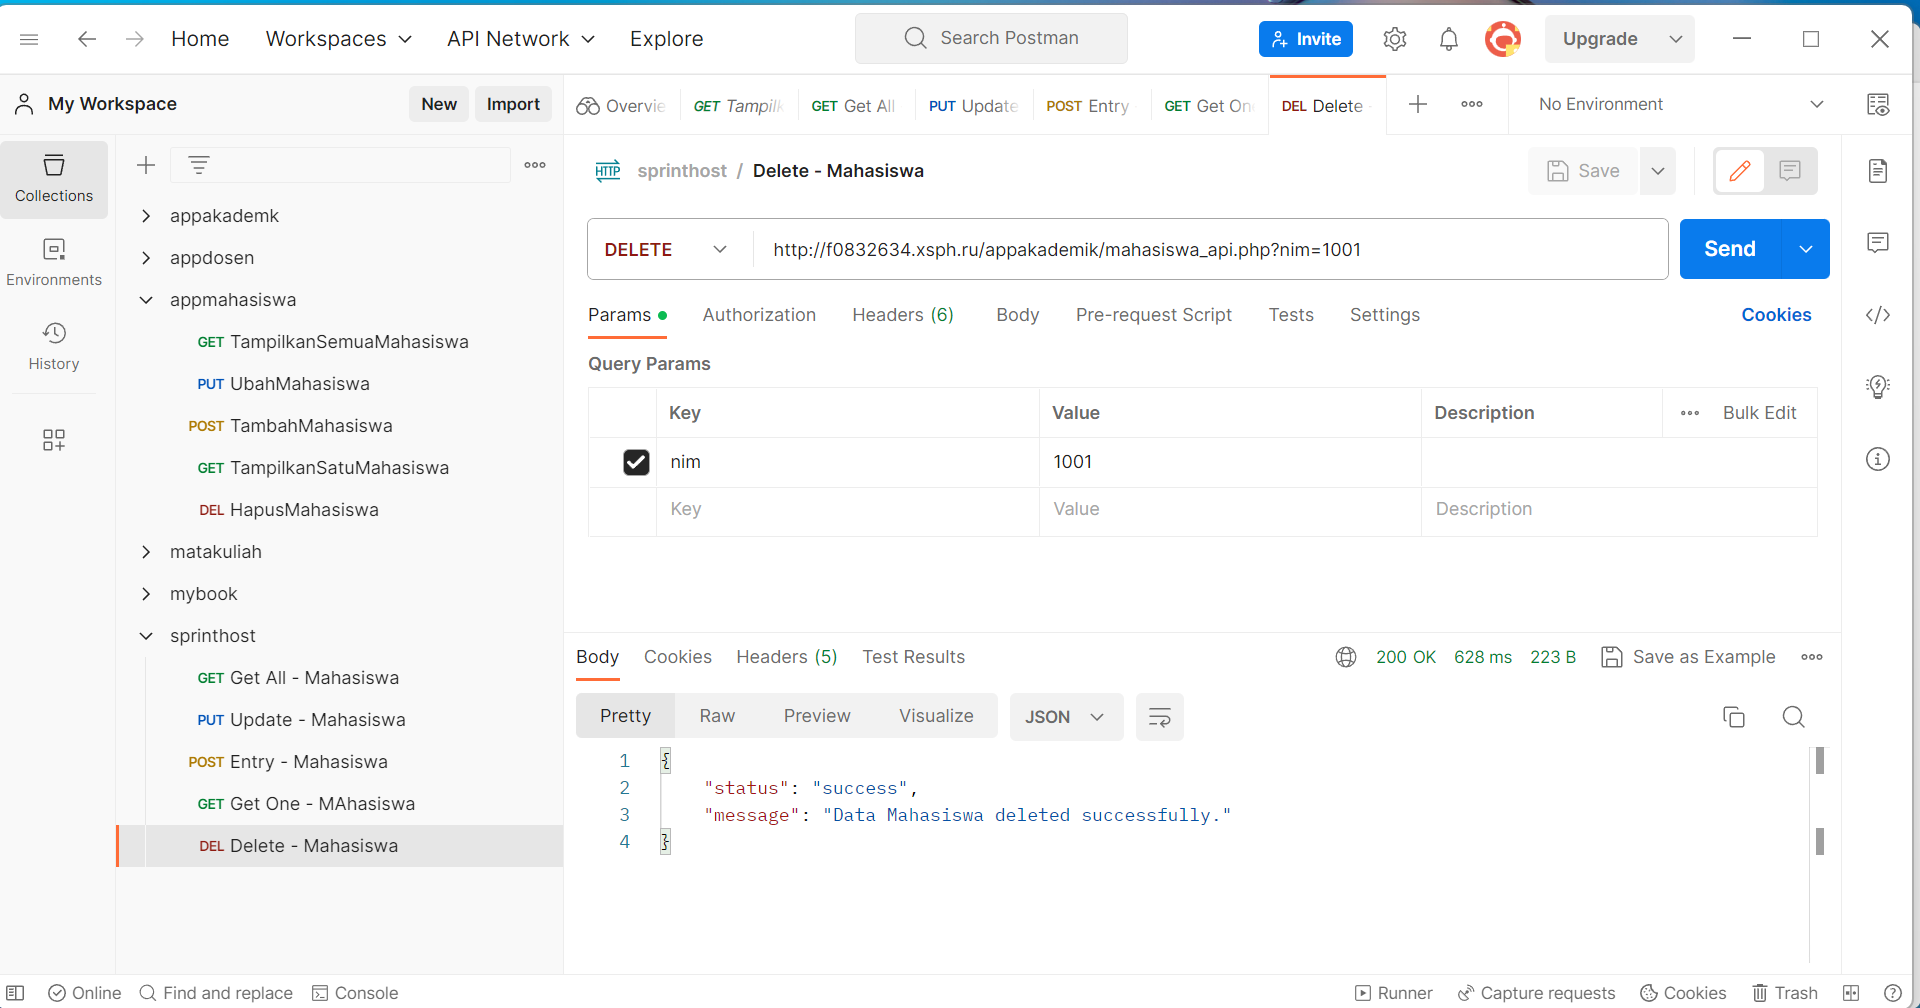 Home Workspaces API Network Explore Search Postman Invite Upgrade
My Workspace New Import
Overvie GET Tampilk GET Get All PUT Update POST Entry GET Get On DEL Delete No Environment
Collections
Environments
History
appakademk
appdosen
appmahasiswa
GET TampilkanSemuaMahasiswa
PUT UbahMahasiswa
POST TambahMahasiswa
GET TampilkanSatuMahasiswa
DEL HapusMahasiswa
matakuliah
mybook
sprinthost
GET Get All - Mahasiswa
PUT Update - Mahasiswa
POST Entry - Mahasiswa
GET Get One - MAhasiswa
DEL Delete - Mahasiswa
HTTP sprinthost / Delete - Mahasiswa Save
DELETE http://f0832634.xsph.ru/appakademik/mahasiswa_api.php?nim=1001 Send
Params Authorization Headers (6) Body Pre-request Script Tests Settings Cookies
Query Params
Key Value Description Bulk Edit
nim 1001
Key Value Description
Body Cookies Headers (5) Test Results 200 OK 628 ms 223 B Save as Example
Pretty Raw Preview Visualize JSON
1 {
2 "status": "success",
3 "message": "Data Mahasiswa deleted successfully."
4 }
Online Find and replace Console Runner Capture requests Cookies Trash